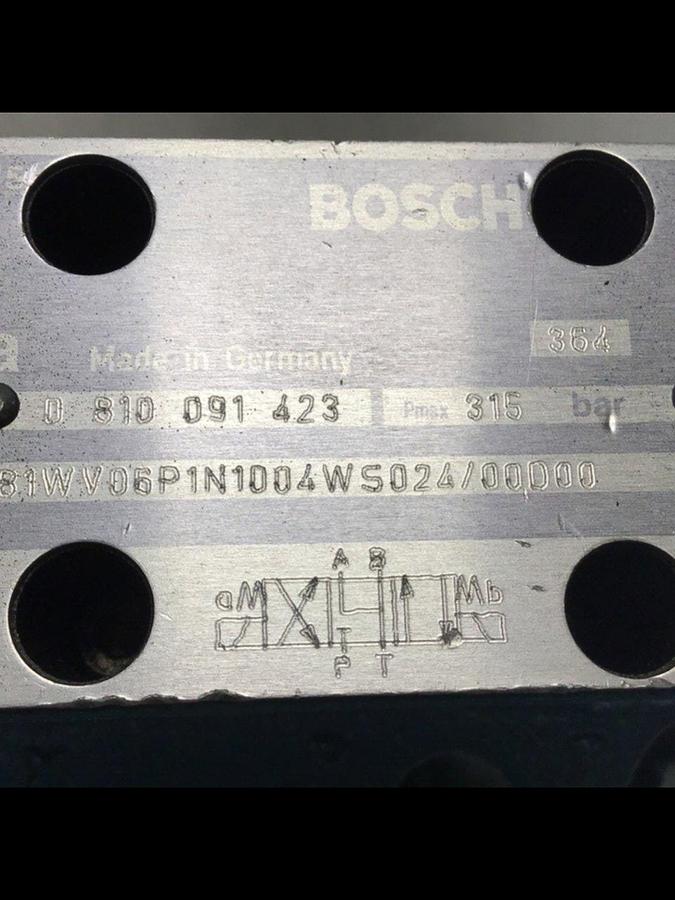 BOSCH
364
a Made in Germany
0 810 091 423 Pmax 315 bar
81WV06P1N1004WS024/00D00
A B
a W W b
P T